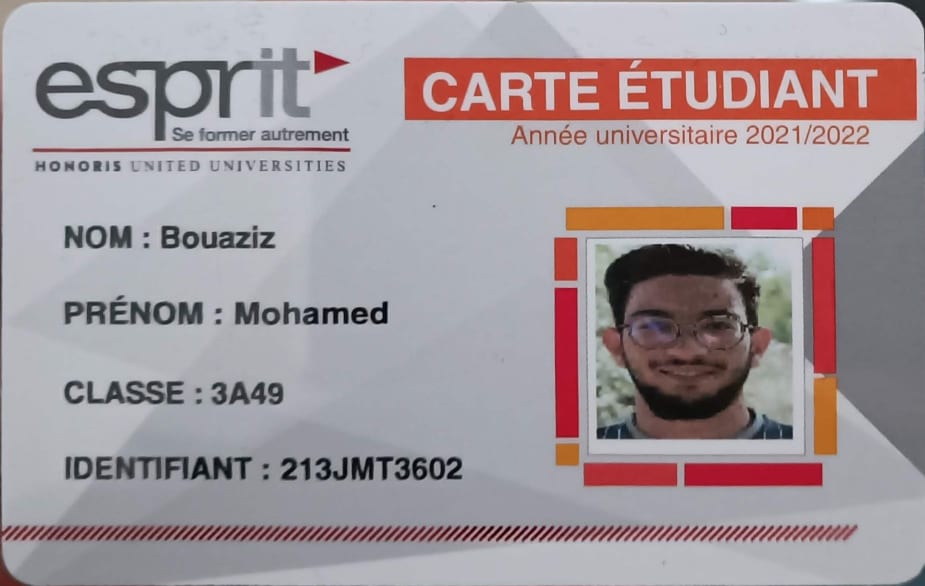 esprit
Se former autrement
HONORIS UNITED UNIVERSITIES
CARTE ÉTUDIANT
Année universitaire 2021/2022
NOM : Bouaziz
PRÉNOM : Mohamed
CLASSE : 3A49
IDENTIFIANT : 213JMT3602